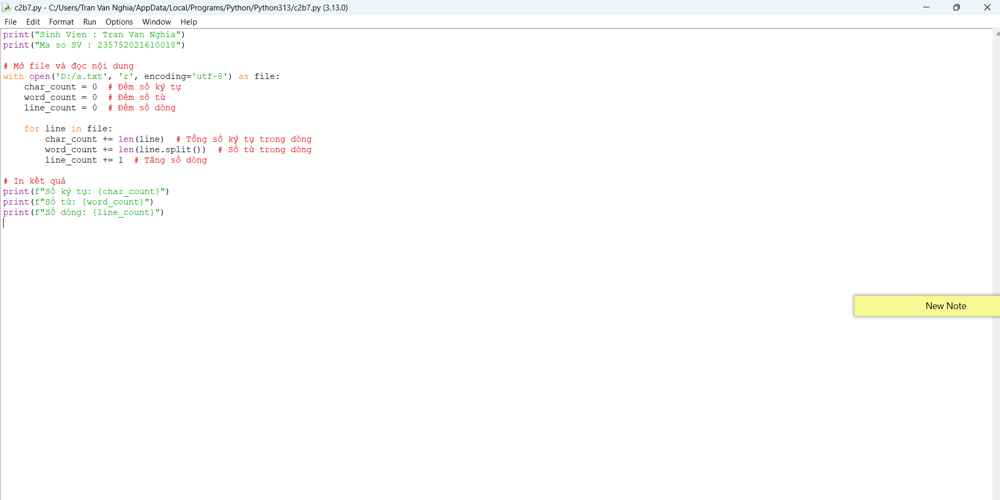 c2b7.py - C:/Users/Tran Van Nghia/AppData/Local/Programs/Python/Python313/c2b7.py (3.13.0)
File Edit Format Run Options Window Help
print("Sinh Vien : Tran Van Nghia")
print("Ma so SV : 235752021610018")
# Mở file và đọc nội dung
with open('D:/a.txt', 'r', encoding='utf-8') as file:
    char_count = 0  # Đếm số ký tự
    word_count = 0  # Đếm số từ
    line_count = 0  # Đếm số dòng
    for line in file:
        char_count += len(line)  # Tổng số ký tự trong dòng
        word_count += len(line.split())  # Số từ trong dòng
        line_count += 1  # Tăng số dòng
# In kết quả
print(f"Số ký tự: {char_count}")
print(f"Số từ: {word_count}")
print(f"Số dòng: {line_count}")
New Note